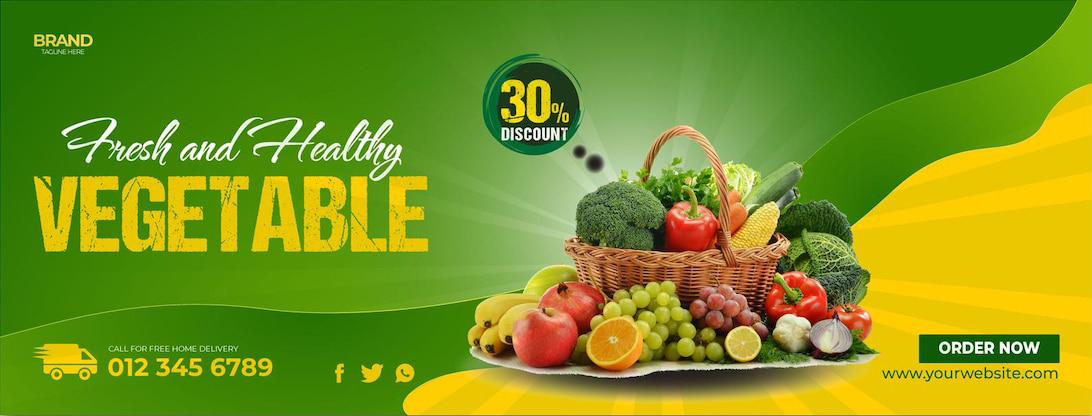 BRAND
TAGLINE HERE
30%
DISCOUNT
Fresh and Healthy
VEGETABLE
CALL FOR FREE HOME DELIVERY
012 345 6789
ORDER NOW
www.yourwebsite.com